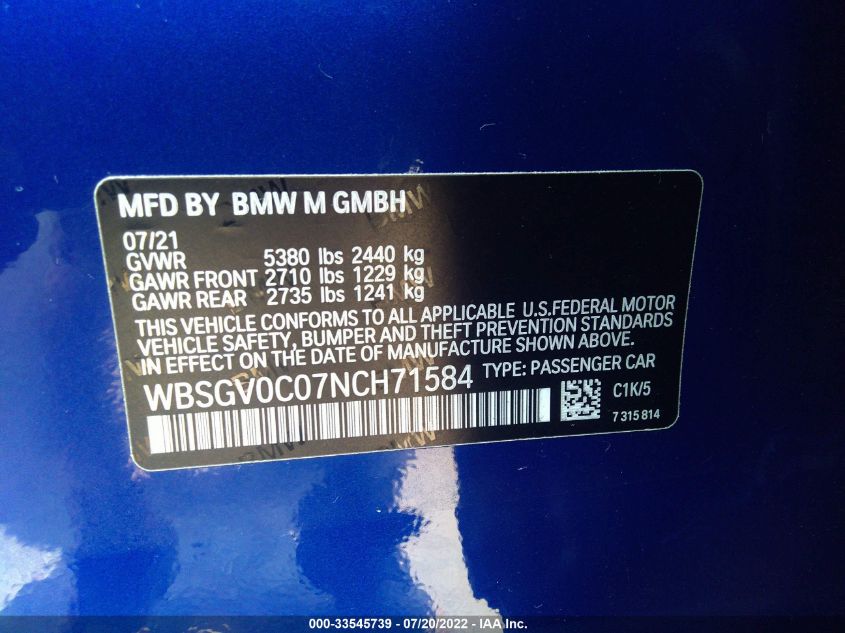 MFD BY BMW M GMBH
07/21
GVWR 5380 lbs 2440 kg
GAWR FRONT 2710 lbs 1229 kg
GAWR REAR 2735 lbs 1241 kg
THIS VEHICLE CONFORMS TO ALL APPLICABLE U.S.FEDERAL MOTOR
VEHICLE SAFETY, BUMPER AND THEFT PREVENTION STANDARDS
IN EFFECT ON THE DATE OF MANUFACTURE SHOWN ABOVE.
WBSGV0C07NCH71584 TYPE: PASSENGER CAR
C1K/5
7 315 814
000-33545739 - 07/20/2022 - IAA Inc.